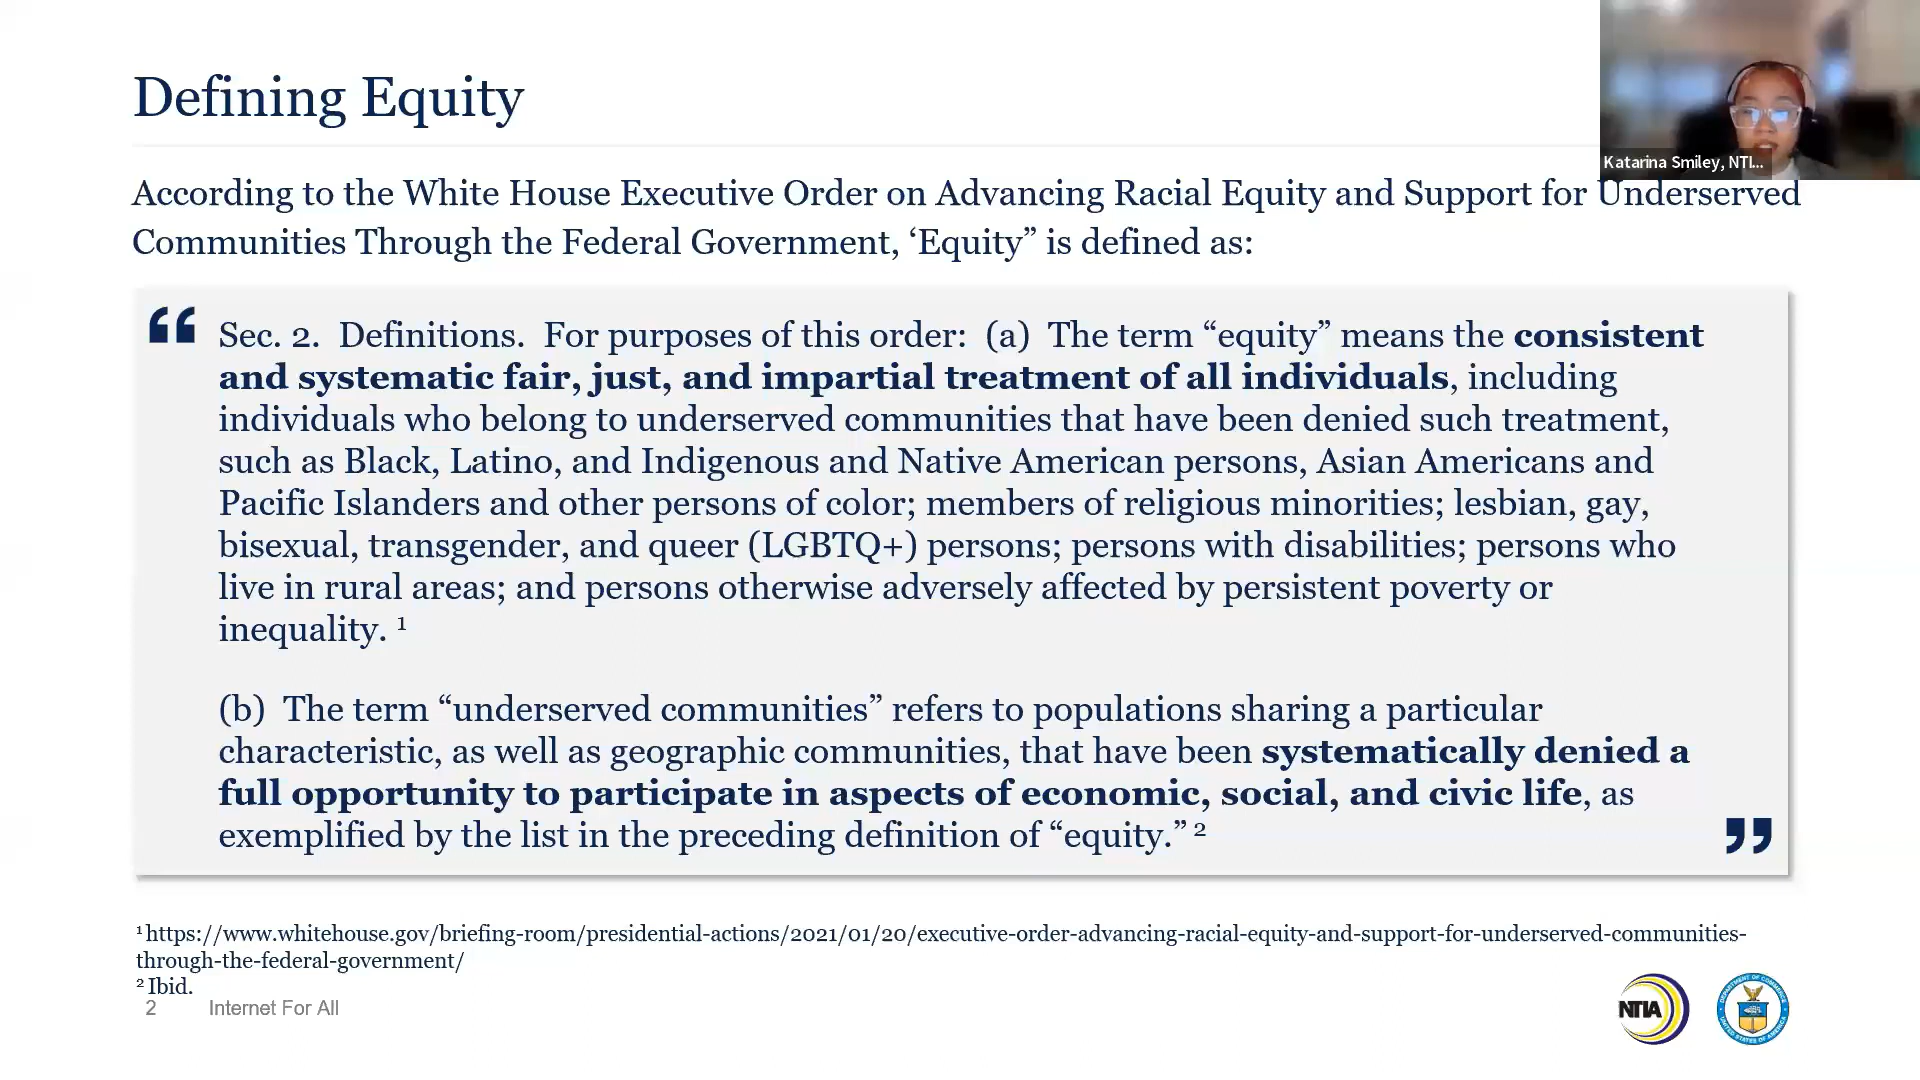 Defining Equity
Katarina Smiley, NTI...
According to the White House Executive Order on Advancing Racial Equity and Support for Underserved
Communities Through the Federal Government, ‘Equity” is defined as:
“
Sec. 2.  Definitions.  For purposes of this order:  (a)  The term “equity” means the consistent
and systematic fair, just, and impartial treatment of all individuals, including
individuals who belong to underserved communities that have been denied such treatment,
such as Black, Latino, and Indigenous and Native American persons, Asian Americans and
Pacific Islanders and other persons of color; members of religious minorities; lesbian, gay,
bisexual, transgender, and queer (LGBTQ+) persons; persons with disabilities; persons who
live in rural areas; and persons otherwise adversely affected by persistent poverty or
inequality. ¹
(b)  The term “underserved communities” refers to populations sharing a particular
characteristic, as well as geographic communities, that have been systematically denied a
full opportunity to participate in aspects of economic, social, and civic life, as
exemplified by the list in the preceding definition of “equity.” ²
”
¹ https://www.whitehouse.gov/briefing-room/presidential-actions/2021/01/20/executive-order-advancing-racial-equity-and-support-for-underserved-communities-
through-the-federal-government/
² Ibid.
2 Internet For All
NTIA
DEPARTMENT OF COMMERCE
UNITED STATES OF AMERICA